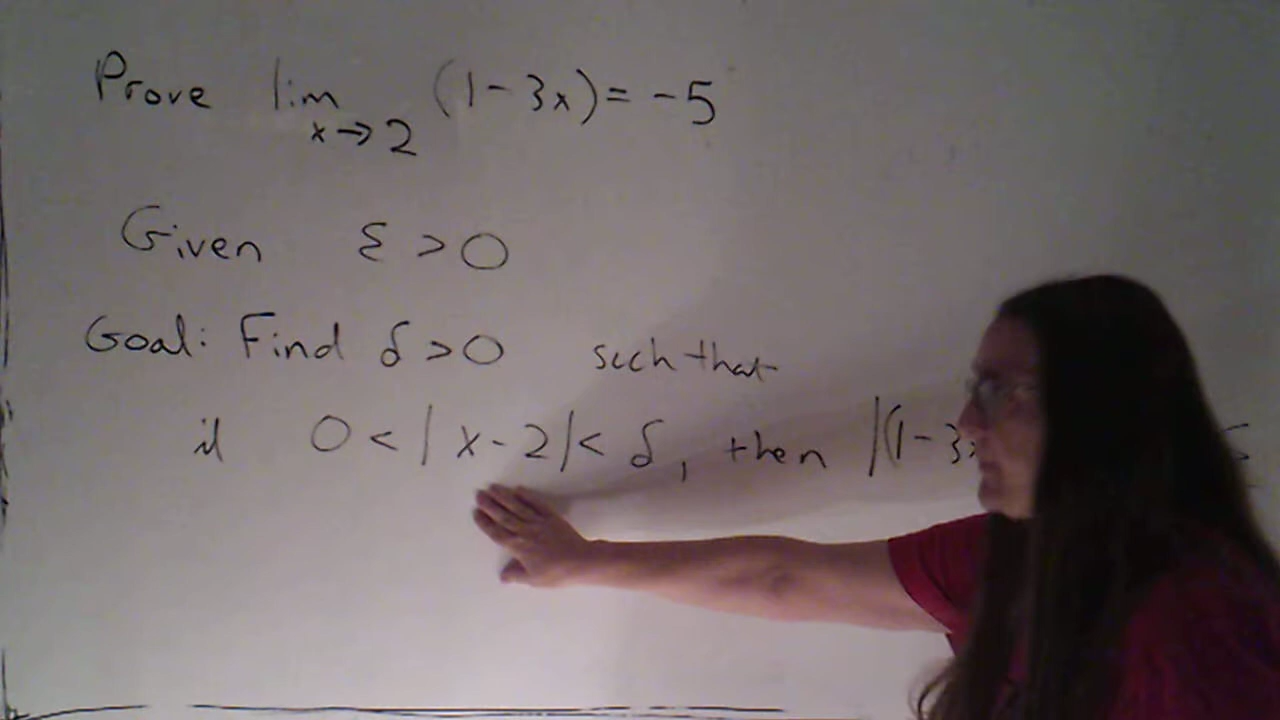 Prove lim (1-3x) = -5
x→2
Given ε > 0
Goal: Find δ > 0 such that
if 0 < |x-2| < δ, then |(1-3x